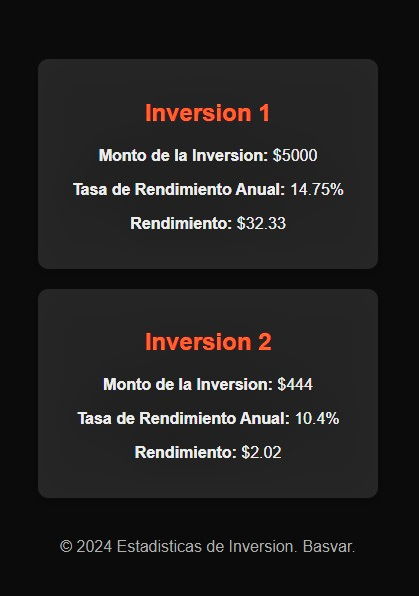 Inversion 1
Monto de la Inversion: $5000
Tasa de Rendimiento Anual: 14.75%
Rendimiento: $32.33
Inversion 2
Monto de la Inversion: $444
Tasa de Rendimiento Anual: 10.4%
Rendimiento: $2.02
© 2024 Estadisticas de Inversion. Basvar.